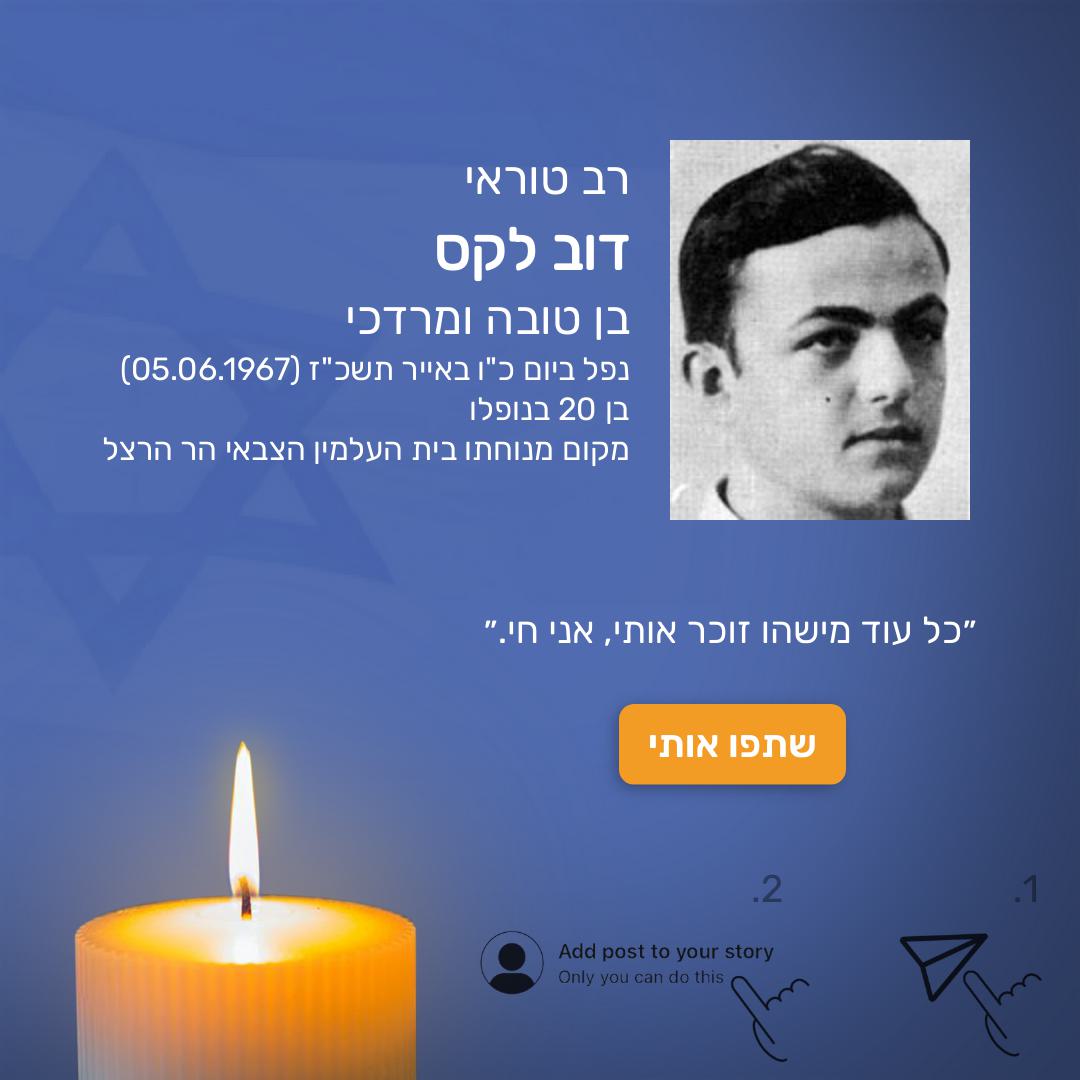 רב טוראי
דוב לקס
בן טובה ומרדכי
נפל ביום כ"ו באייר תשכ"ז (05.06.1967)
בן 20 בנופלו
מקום מנוחתו בית העלמין הצבאי הר הרצל
״כל עוד מישהו זוכר אותי, אני חי.״
שתפו אותי
1.
2.
Add post to your story
Only you can do this